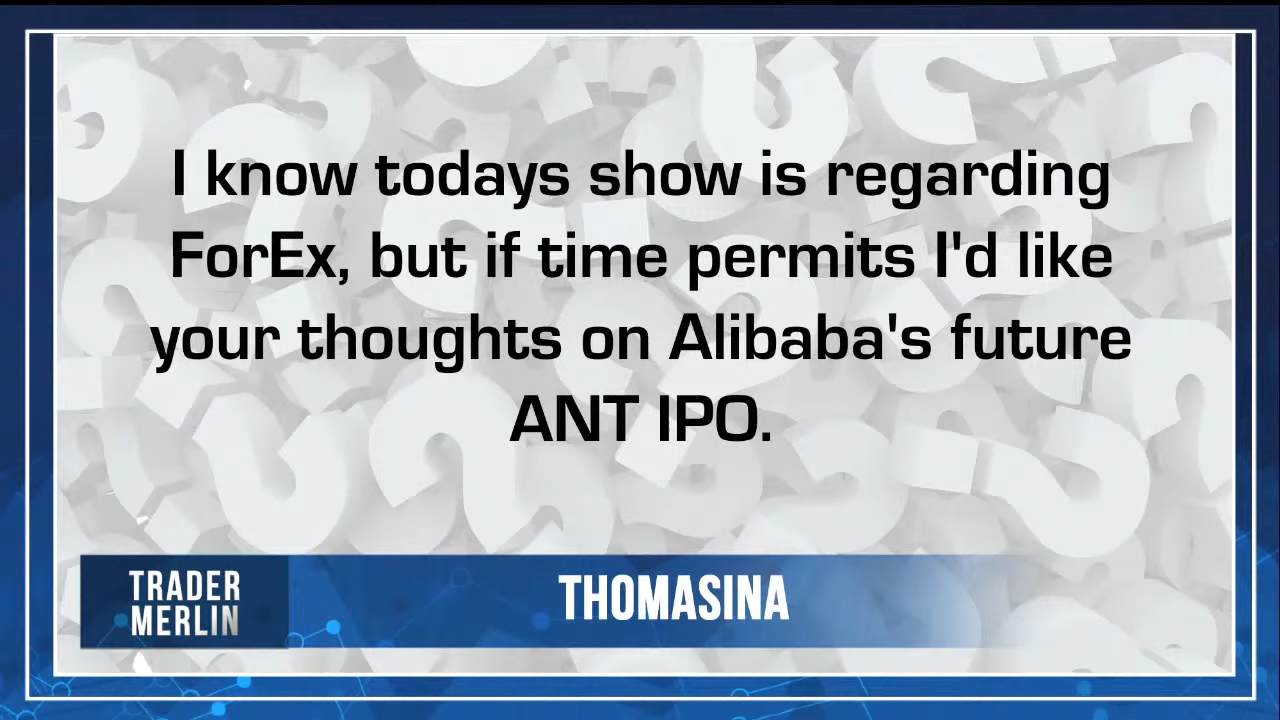 I know todays show is regarding
ForEx, but if time permits I'd like
your thoughts on Alibaba's future
ANT IPO.
TRADER
MERLIN
THOMASINA